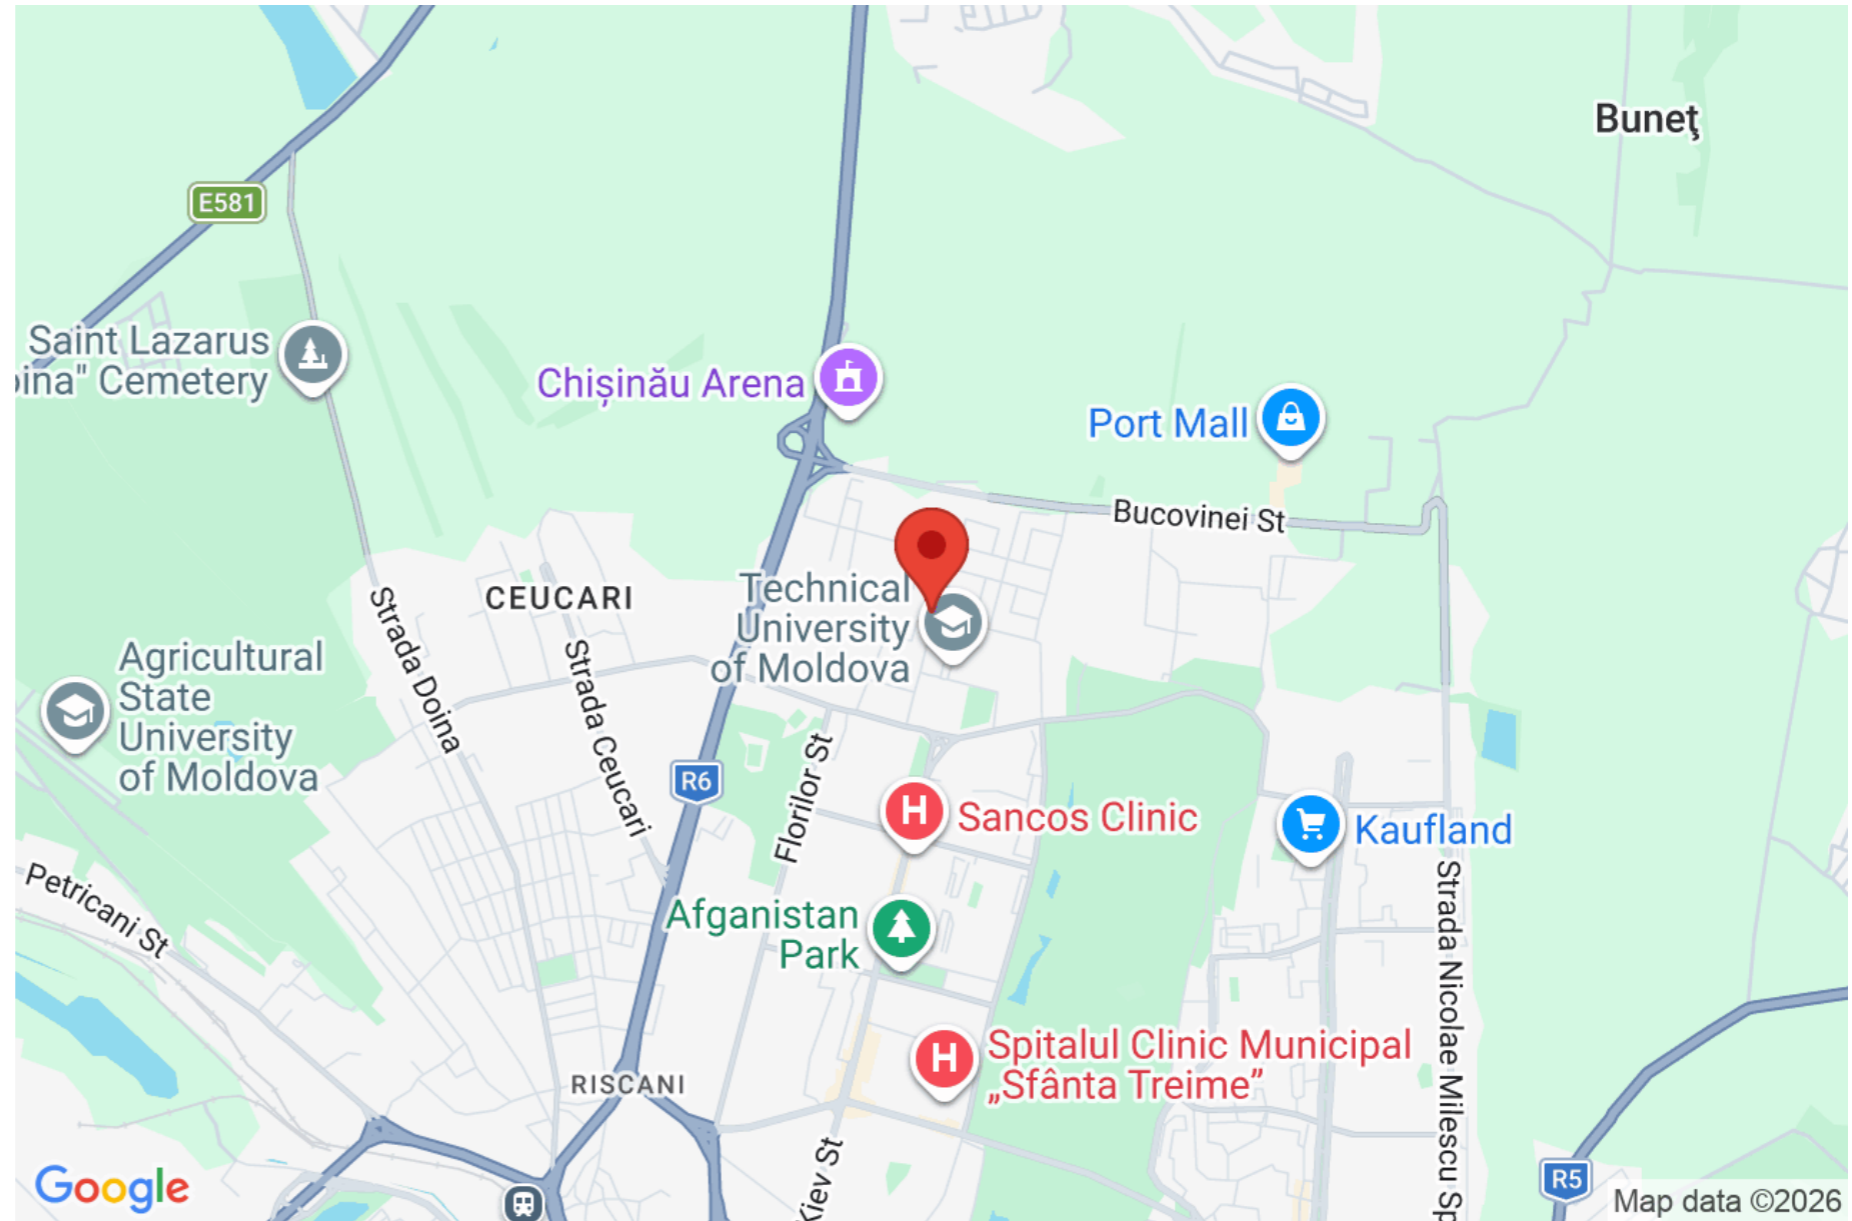 Buneţ
E581
Saint Lazarus
oina" Cemetery
Chișinău Arena
Port Mall
Bucovinei St
Technical
University
of Moldova
CEUCARI
Strada Doina
Strada Ceucari
Agricultural
State
University
of Moldova
R6
Florilor St
Sancos Clinic
Kaufland
Petricani St
Afganistan
Park
Strada Nicolae Milescu Sp
Spitalul Clinic Municipal
„Sfânta Treime”
RISCANI
Kiev St
R5
Google
Map data ©2026